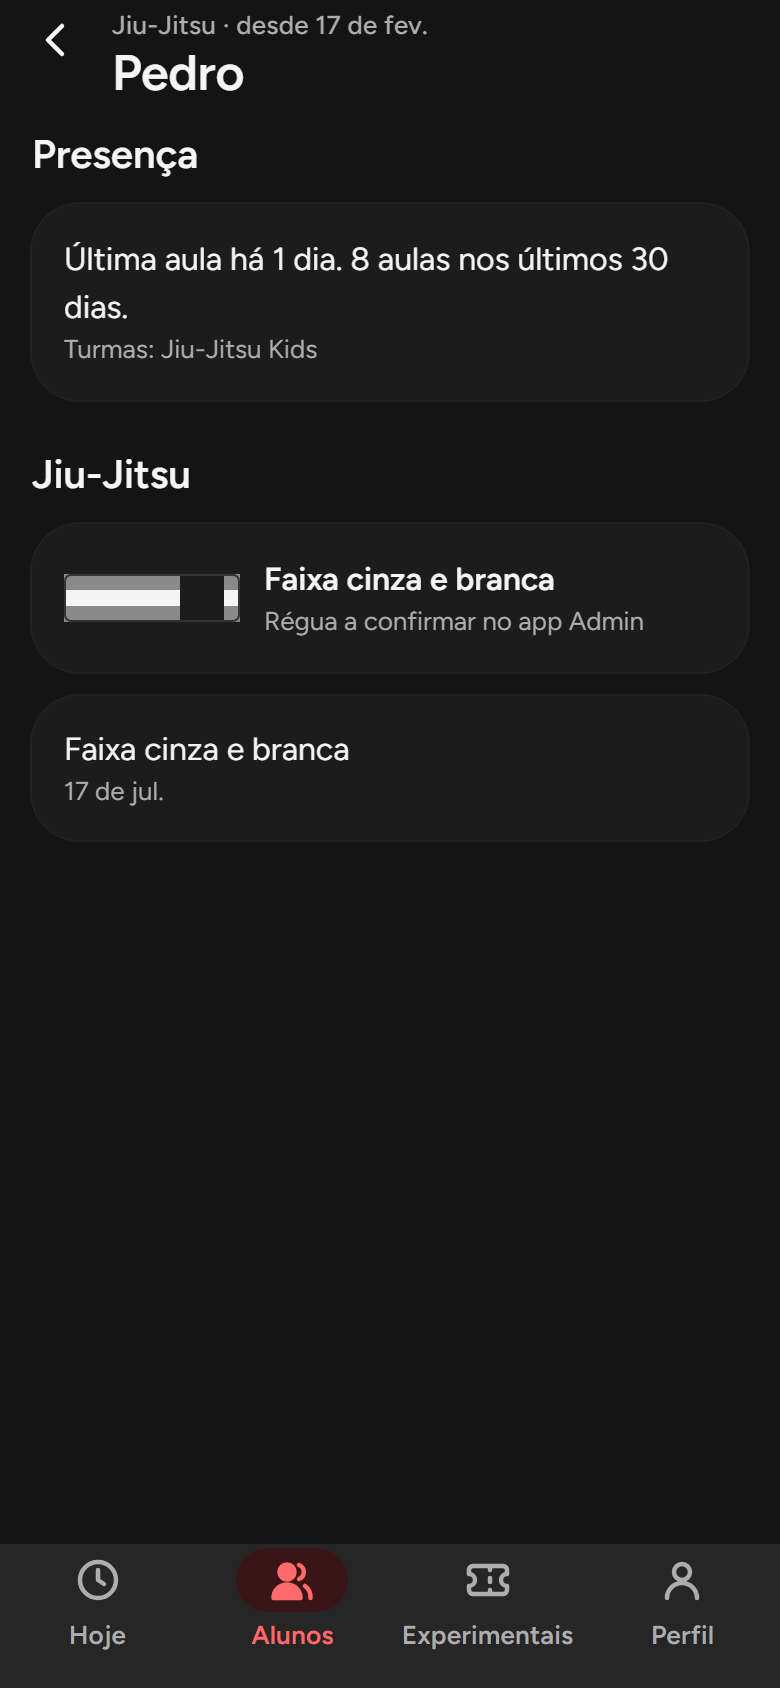 Jiu-Jitsu · desde 17 de fev.
Pedro
Presença
Última aula há 1 dia. 8 aulas nos últimos 30
dias.
Turmas: Jiu-Jitsu Kids
Jiu-Jitsu
Faixa cinza e branca
Régua a confirmar no app Admin
Faixa cinza e branca
17 de jul.
Hoje
Alunos
Experimentais
Perfil